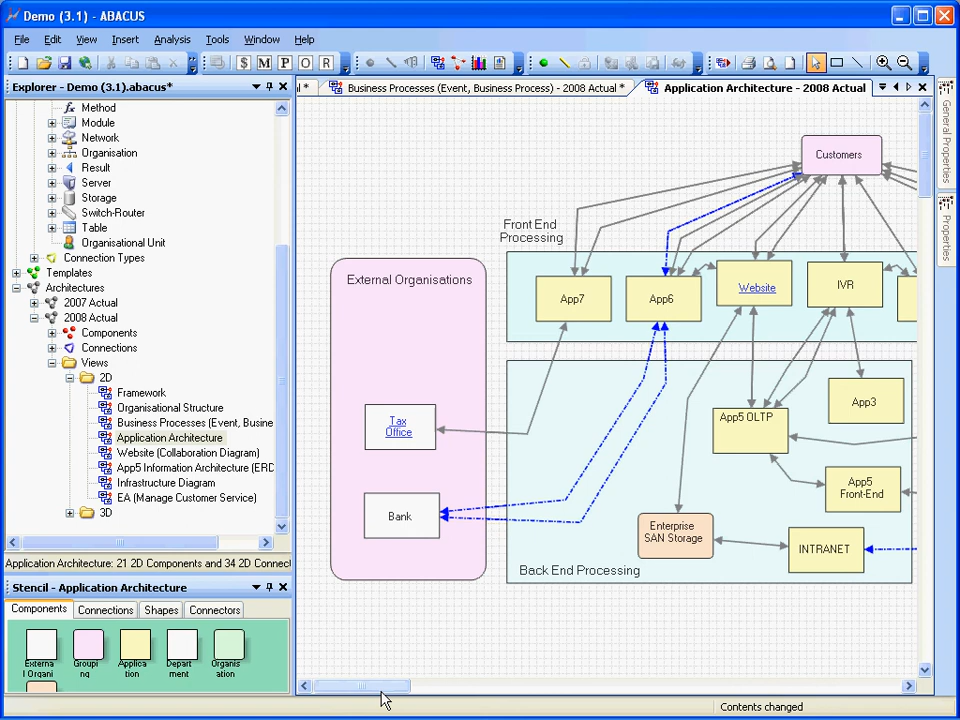 Demo (3.1) - ABACUS
File Edit View Insert Analysis Tools Window Help
$ M P O R
Explorer - Demo (3.1).abacus*
l *
Business Processes (Event, Business Process) - 2008 Actual *
Application Architecture - 2008 Actual
Method
Module
Network
Organisation
Result
Server
Storage
Switch-Router
Table
Organisational Unit
Connection Types
Templates
Architectures
2007 Actual
2008 Actual
Components
Connections
Views
2D
Framework
Organisational Structure
Business Processes (Event, Busine
Application Architecture
Website (Collaboration Diagram)
App5 Information Architecture (ERD
Infrastructure Diagram
EA (Manage Customer Service)
3D
Application Architecture: 21 2D Components and 34 2D Connect
Stencil - Application Architecture
Components Connections Shapes Connectors
Externa
l Organi
Groupi
ng
Applica
tion
Depart
ment
Organis
ation
Customers
Front End
Processing
External Organisations
App7
App6
Website
IVR
Tax
Office
Bank
App5 OLTP
App3
App5
Front-End
Enterprise
SAN Storage
INTRANET
Back End Processing
General Properties
Properties
Contents changed